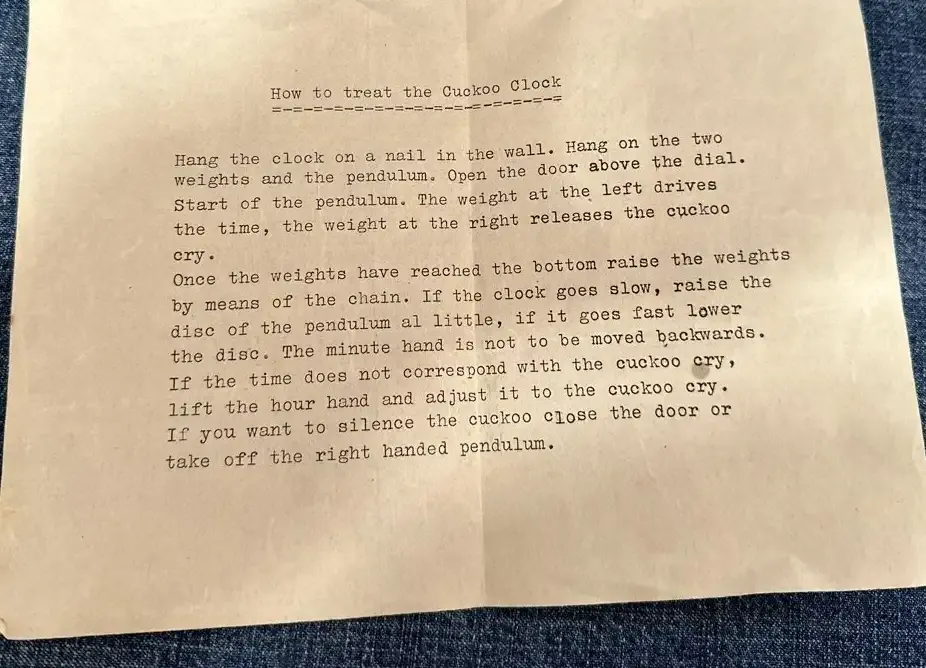 How to treat the Cuckoo Clock
=-=-=-=-=-=-=-=-=-=-=-=-=-=-=
Hang the clock on a nail in the wall. Hang on the two
weights and the pendulum. Open the door above the dial.
Start of the pendulum. The weight at the left drives
the time, the weight at the right releases the cuckoo
cry.
Once the weights have reached the bottom raise the weights
by means of the chain. If the clock goes slow, raise the
disc of the pendulum al little, if it goes fast lower
the disc. The minute hand is not to be moved backwards.
If the time does not correspond with the cuckoo cry,
lift the hour hand and adjust it to the cuckoo cry.
If you want to silence the cuckoo close the door or
take off the right handed pendulum.